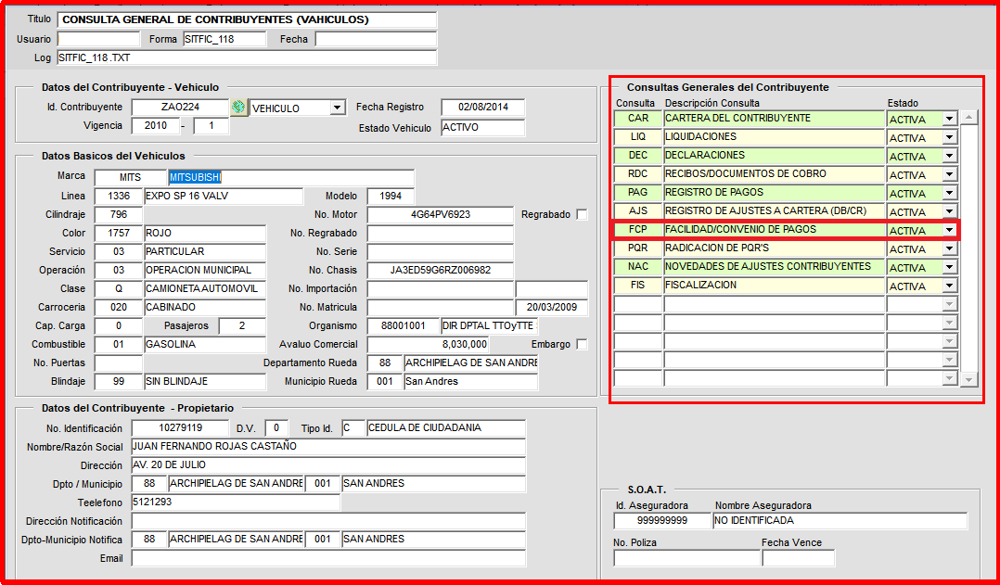 Titulo CONSULTA GENERAL DE CONTRIBUYENTES (VAHICULOS)
Usuario Forma SITFIC_118 Fecha
Log SITFIC_118.TXT
Datos del Contribuyente - Vehiculo
Id. Contribuyente ZAO224 VEHICULO Fecha Registro 02/08/2014
Vigencia 2010 - 1 Estado Vehiculo ACTIVO
Datos Basicos del Vehiculos
Marca MITS MITSUBISHI
Linea 1336 EXPO SP 16 VALV Modelo 1994
Cilindraje 796 No. Motor 4G64PV6923 Regrabado
Color 1757 ROJO No. Regrabado
Servicio 03 PARTICULAR No. Serie
Operación 03 OPERACION MUNICIPAL No. Chasis JA3ED59G6RZ006982
Clase Q CAMIONETA AUTOMOVIL No. Importación
Carroceria 020 CABINADO No. Matricula 20/03/2009
Cap. Carga 0 Pasajeros 2 Organismo 88001001 DIR DPTAL TTOyTTE
Combustible 01 GASOLINA Avaluo Comercial 8,030,000 Embargo
No. Puertas Departamento Rueda 88 ARCHIPIELAG DE SAN ANDRE
Blindaje 99 SIN BLINDAJE Municipio Rueda 001 San Andres
Datos del Contribuyente - Propietario
No. Identificación 10279119 D.V. 0 Tipo Id. C CEDULA DE CIUDADANIA
Nombre/Razón Social JUAN FERNANDO ROJAS CASTAÑO
Dirección AV. 20 DE JULIO
Dpto / Municipio 88 ARCHIPIELAG DE SAN ANDRE 001 SAN ANDRES
Teelefono 5121293
Dirección Notificación
Dpto-Municipio Notifica 88 ARCHIPIELAG DE SAN ANDRE 001 SAN ANDRES
Email
Consultas Generales del Contribuyente
Consulta Descripción Consulta Estado
CAR CARTERA DEL CONTRIBUYENTE ACTIVA
LIQ LIQUIDACIONES ACTIVA
DEC DECLARACIONES ACTIVA
RDC RECIBOS/DOCUMENTOS DE COBRO ACTIVA
PAG REGISTRO DE PAGOS ACTIVA
AJS REGISTRO DE AJUSTES A CARTERA (DB/CR) ACTIVA
FCP FACILIDAD/CONVENIO DE PAGOS ACTIVA
PQR RADICACION DE PQR'S ACTIVA
NAC NOVEDADES DE AJUSTES CONTRIBUYENTES ACTIVA
FIS FISCALIZACION ACTIVA
S.O.A.T.
Id. Aseguradora Nombre Aseguradora
999999999 NO IDENTIFICADA
No. Poliza Fecha Vence